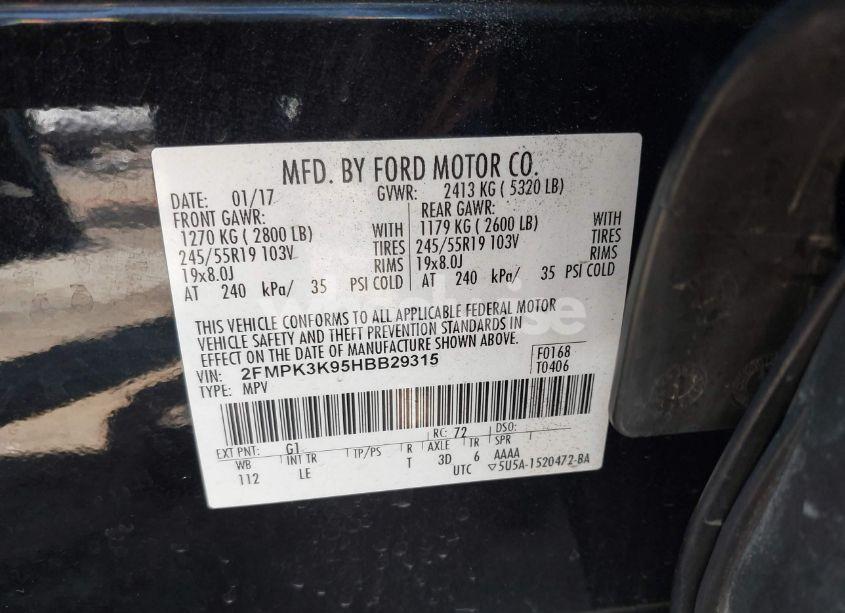 MFD. BY FORD MOTOR CO.
DATE: 01/17 GVWR: 2413 KG ( 5320 LB)
FRONT GAWR: REAR GAWR:
1270 KG ( 2800 LB) WITH 1179 KG ( 2600 LB) WITH
245/55R19 103V TIRES 245/55R19 103V TIRES
19x8.0J RIMS 19x8.0J RIMS
AT 240 kPa/ 35 PSI COLD AT 240 kPa/ 35 PSI COLD
THIS VEHICLE CONFORMS TO ALL APPLICABLE FEDERAL MOTOR
VEHICLE SAFETY AND THEFT PREVENTION STANDARDS IN
EFFECT ON THE DATE OF MANUFACTURE SHOWN ABOVE.
VIN: 2FMPK3K95HBB29315 F0168
TYPE: MPV T0406
EXT PNT: G1 RC: 72 DSO:
WB INT TR TP/PS R AXLE TR SPR
112 LE T 3D 6 AAAA
UTC ▽5U5A-1520472-BA